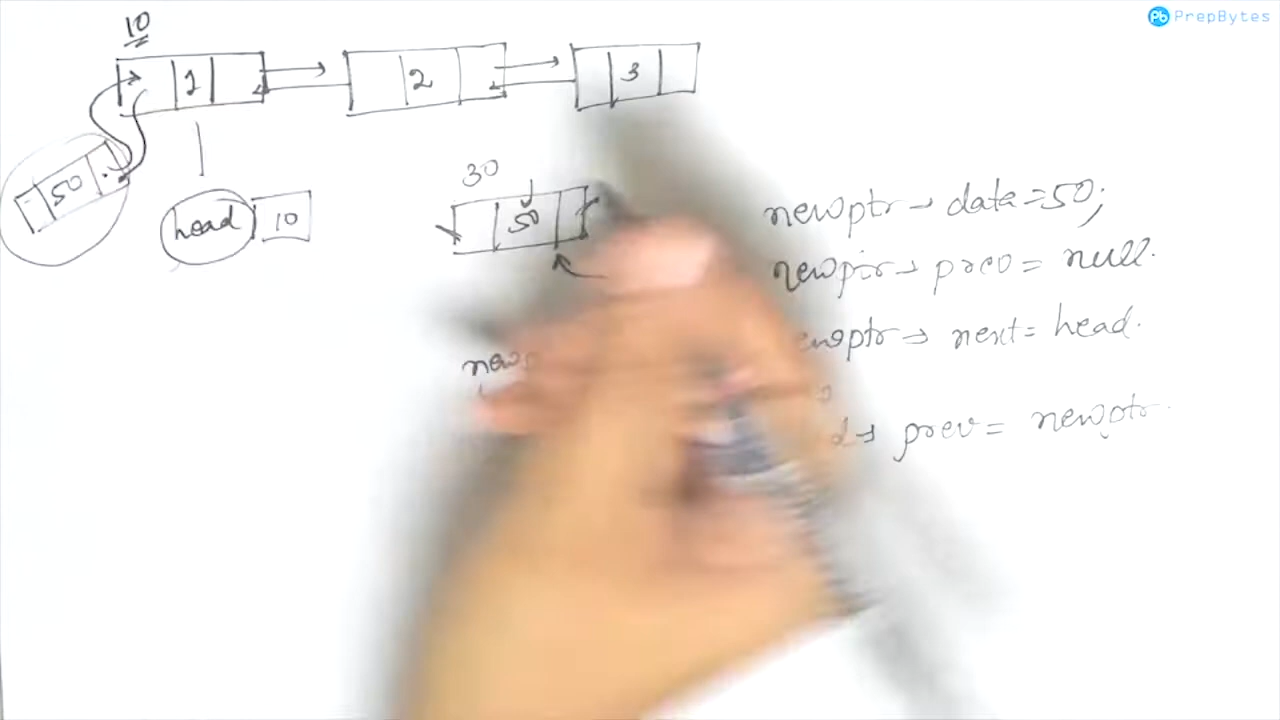 PrepBytes
10
1 2 3
50
head 10
30
50
newptr → data=50;
newptr → prev = null.
newptr → next= head.
→ prev = newptr.